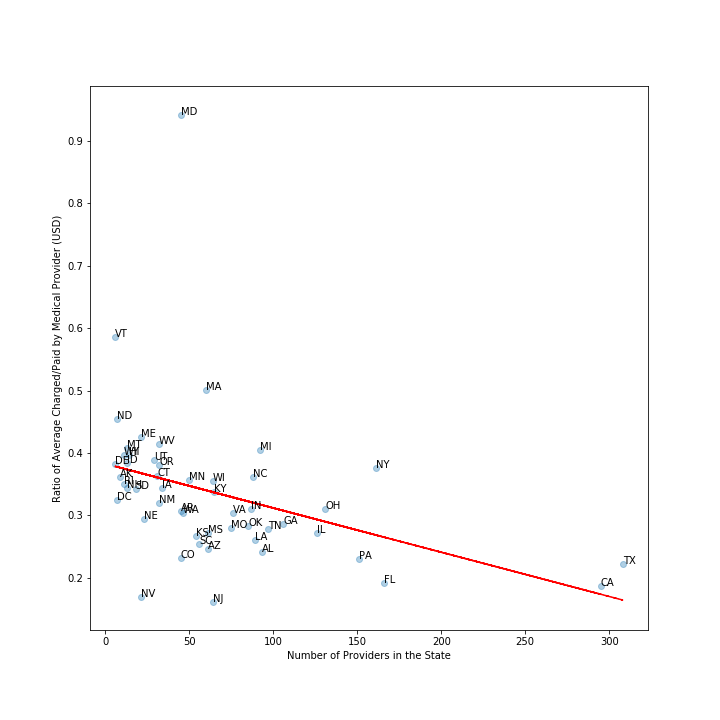 MD
0.9
0.8
0.7
0.6
VT
0.5
MA
ND
ME
WV
MT
MI
0.4
UT
OR
NY
DE
ID
AK
CT
NC
MN
WI
RI
NH
SD
IA
KY
DC
NM
AR
WA
VA
IN
OH
0.3
NE
MO
OK
TN
GA
IL
KS
MS
SC
LA
AZ
AL
CO
PA
TX
0.2
FL
CA
NV
NJ
0
50
100
150
200
250
300
Number of Providers in the State
Ratio of Average Charged/Paid by Medical Provider (USD)